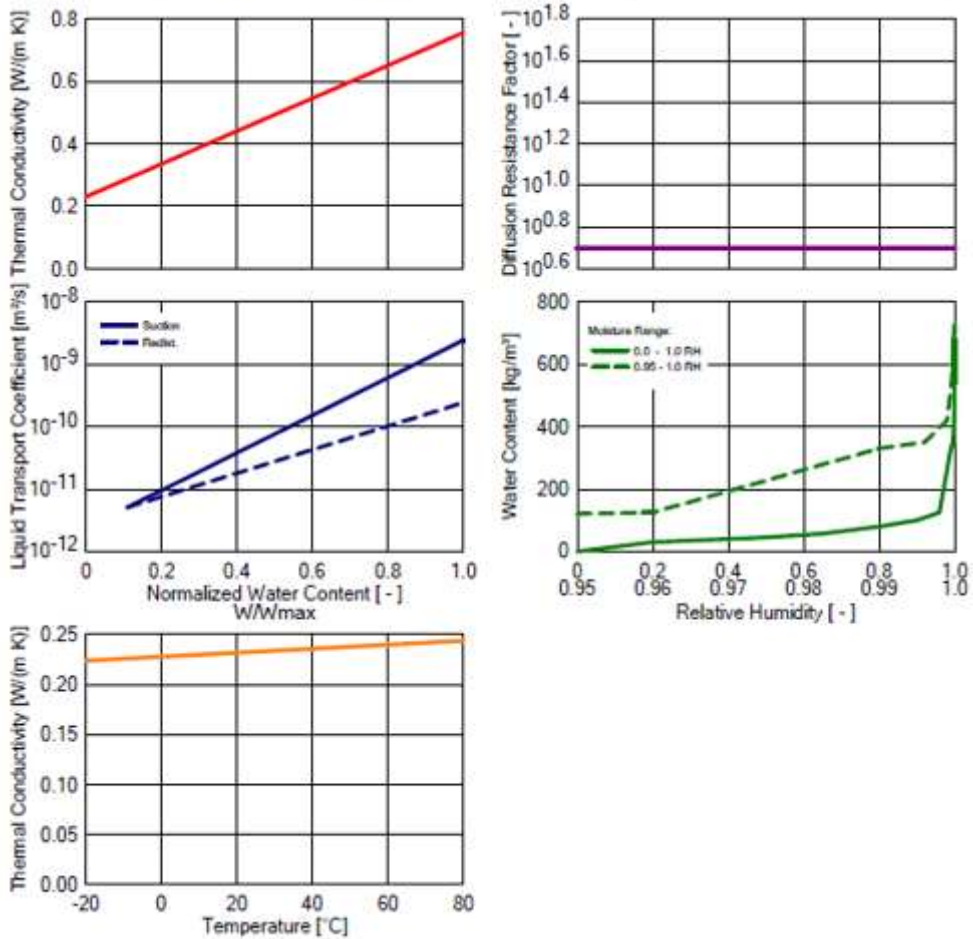 Thermal Conductivity [W/(m K)]
0.8
0.6
0.4
0.2
0.0
Diffusion Resistance Factor [ - ]
10^1.8
10^1.6
10^1.4
10^1.2
10^1.0
10^0.8
10^0.6
Liquid Transport Coefficient [m²/s]
10^-8
10^-9
10^-10
10^-11
10^-12
Suction
Redist.
0 0.2 0.4 0.6 0.8 1.0
Normalized Water Content [ - ]
W/Wmax
Water Content [kg/m³]
800
600
400
200
0
Moisture Range:
0.0 - 1.0 RH
0.95 - 1.0 RH
0 0.2 0.4 0.6 0.8 1.0
0.95 0.96 0.97 0.98 0.99 1.0
Relative Humidity [ - ]
Thermal Conductivity [W/(m K)]
0.25
0.20
0.15
0.10
0.05
0.00
-20 0 20 40 60 80
Temperature [°C]